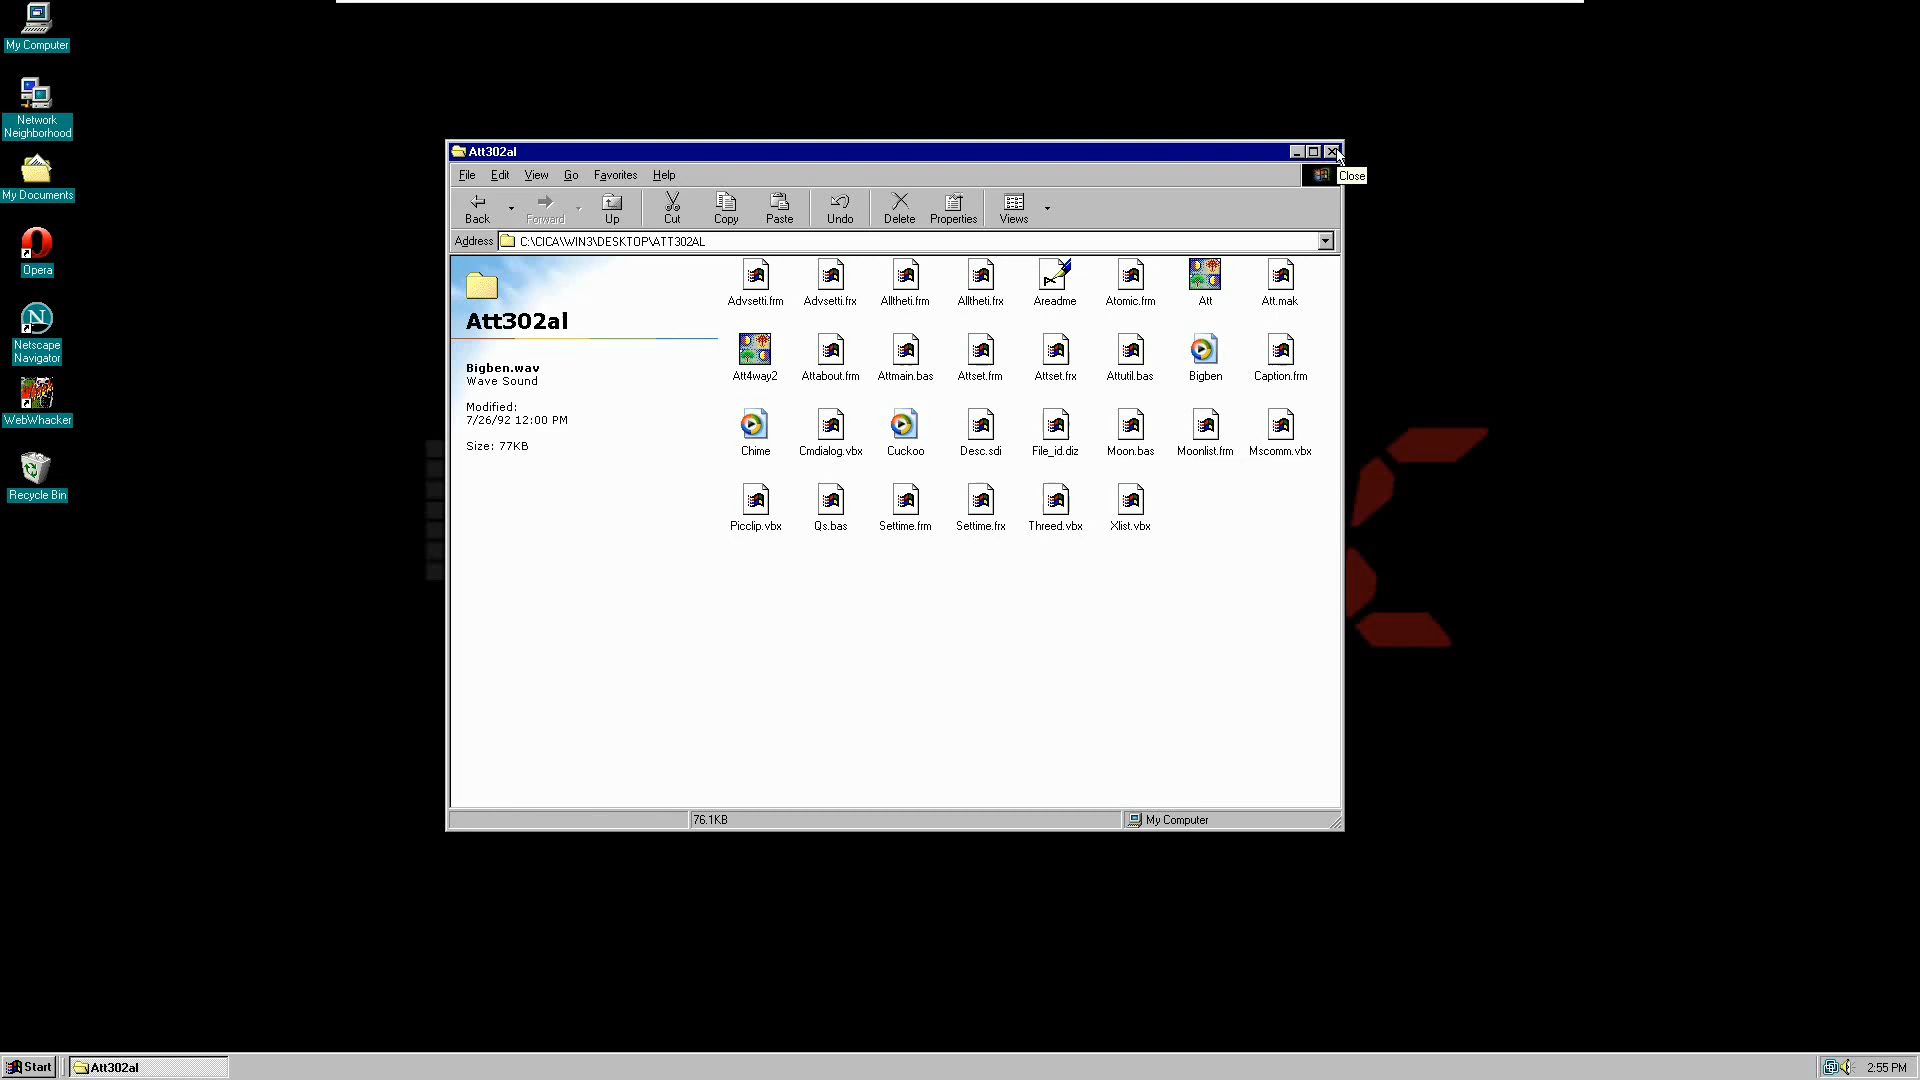 My Computer
Network
Neighborhood
My Documents
Opera
Netscape
Navigator
WebWhacker
Recycle Bin
Att302al
File Edit View Go Favorites Help
Close
Back Forward Up Cut Copy Paste Undo Delete Properties Views
Address C:\CICA\WIN3\DESKTOP\ATT302AL
Att302al
Bigben.wav
Wave Sound
Modified:
7/26/92 12:00 PM
Size: 77KB
Advsetti.frm Advsetti.frx Alltheti.frm Alltheti.frx Areadme Atomic.frm Att Att.mak
Att4way2 Attabout.frm Attmain.bas Attset.frm Attset.frx Attutil.bas Bigben Caption.frm
Chime Cmdialog.vbx Cuckoo Desc.sdi File_id.diz Moon.bas Moonlist.frm Mscomm.vbx
Picclip.vbx Qs.bas Settime.frm Settime.frx Threed.vbx Xlist.vbx
76.1KB My Computer
Start Att302al 2:55 PM